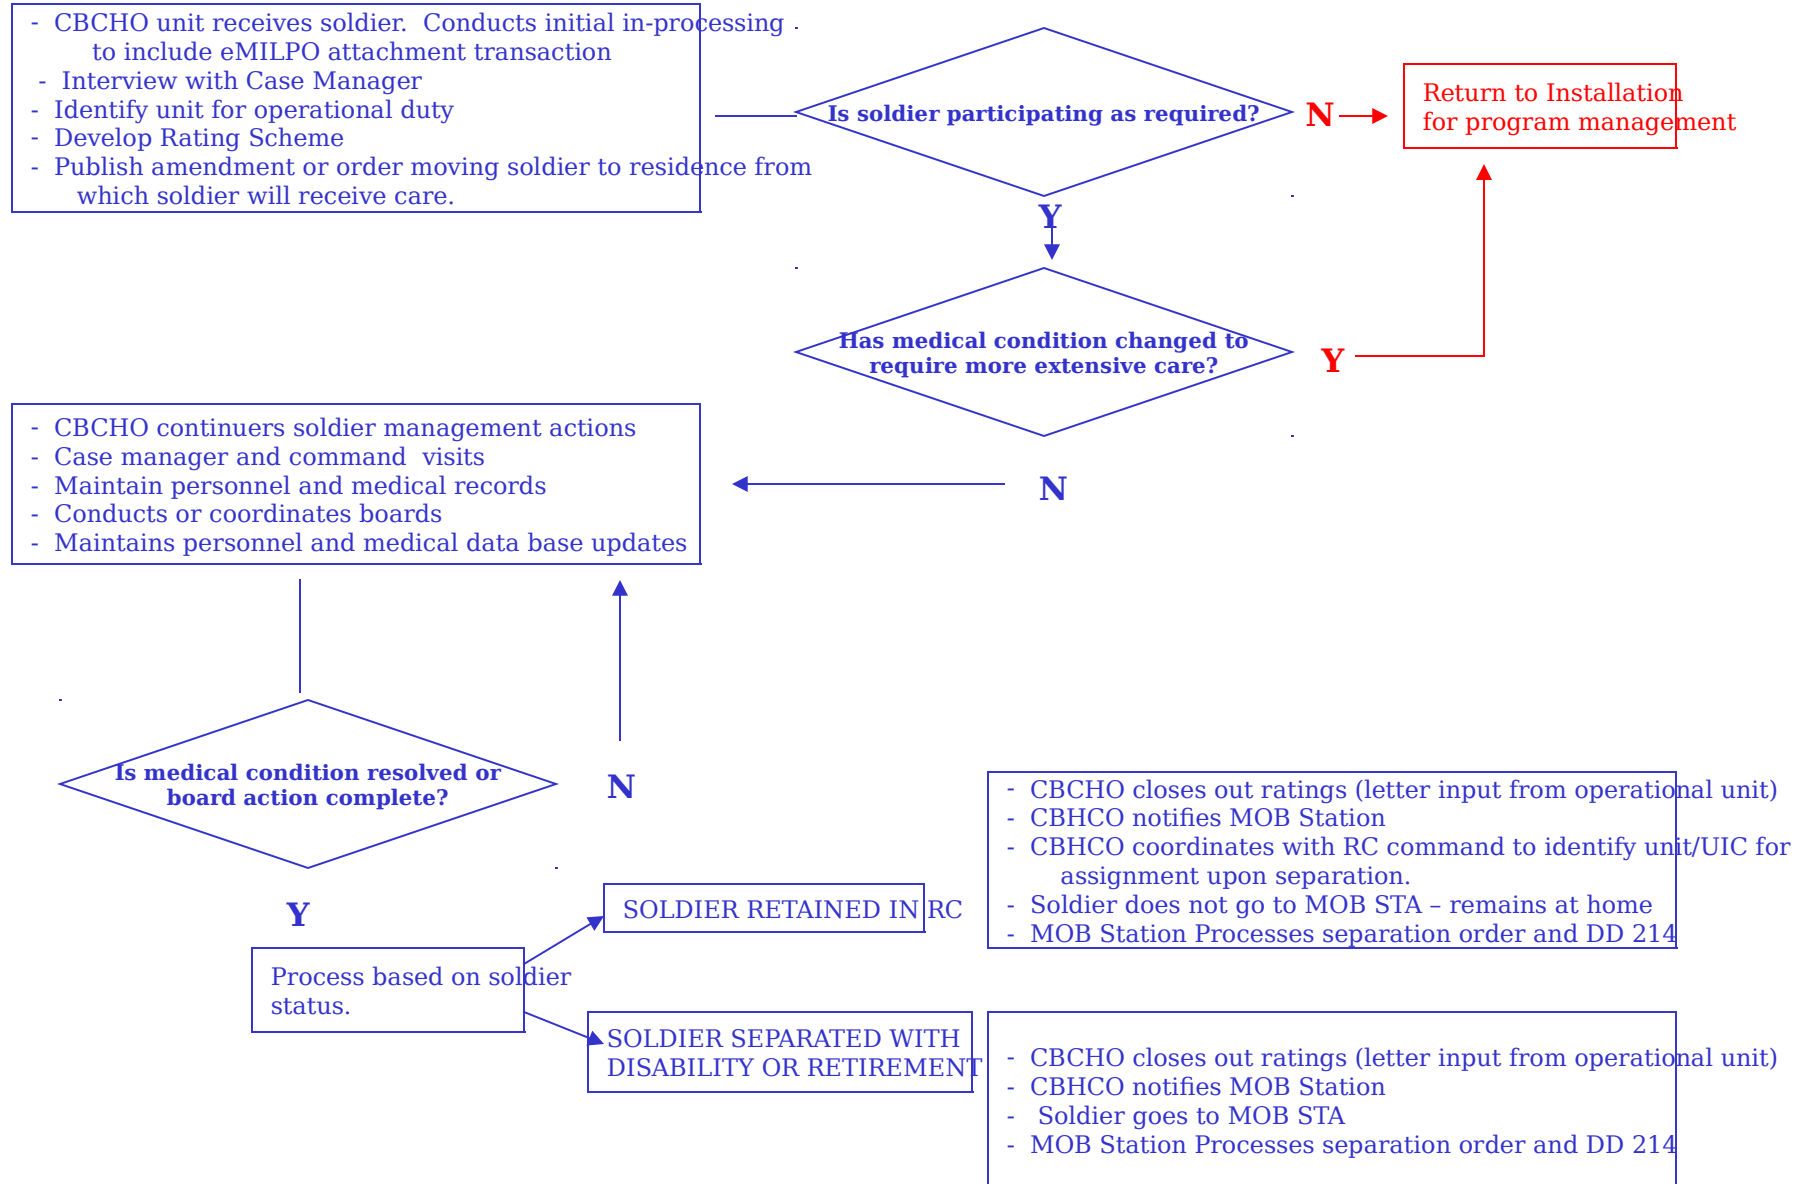 - CBCHO unit receives soldier.  Conducts initial in-processing
to include eMILPO attachment transaction
- Interview with Case Manager
- Identify unit for operational duty
- Develop Rating Scheme
- Publish amendment or order moving soldier to residence from
which soldier will receive care.
Is soldier participating as required?
N
Return to Installation
for program management
Y
Has medical condition changed to
require more extensive care?
Y
N
- CBCHO continuers soldier management actions
- Case manager and command  visits
- Maintain personnel and medical records
- Conducts or coordinates boards
- Maintains personnel and medical data base updates
Is medical condition resolved or
board action complete?
N
Y
Process based on soldier
status.
SOLDIER RETAINED IN RC
- CBCHO closes out ratings (letter input from operational unit)
- CBHCO notifies MOB Station
- CBHCO coordinates with RC command to identify unit/UIC for
assignment upon separation.
- Soldier does not go to MOB STA – remains at home
- MOB Station Processes separation order and DD 214
SOLDIER SEPARATED WITH
DISABILITY OR RETIREMENT
- CBCHO closes out ratings (letter input from operational unit)
- CBHCO notifies MOB Station
- Soldier goes to MOB STA
- MOB Station Processes separation order and DD 214